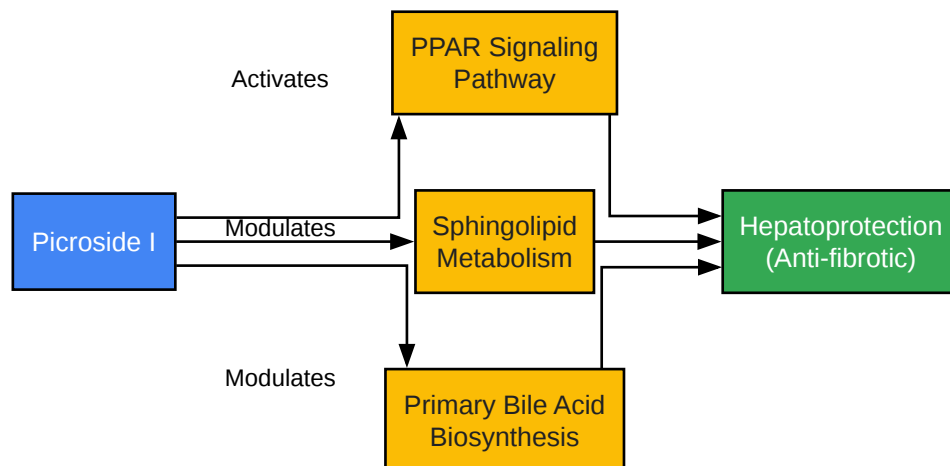 PPAR Signaling
Pathway
Activates
Picroside I
Modulates
Sphingolipid
Metabolism
Hepatoprotection
(Anti-fibrotic)
Modulates
Primary Bile Acid
Biosynthesis